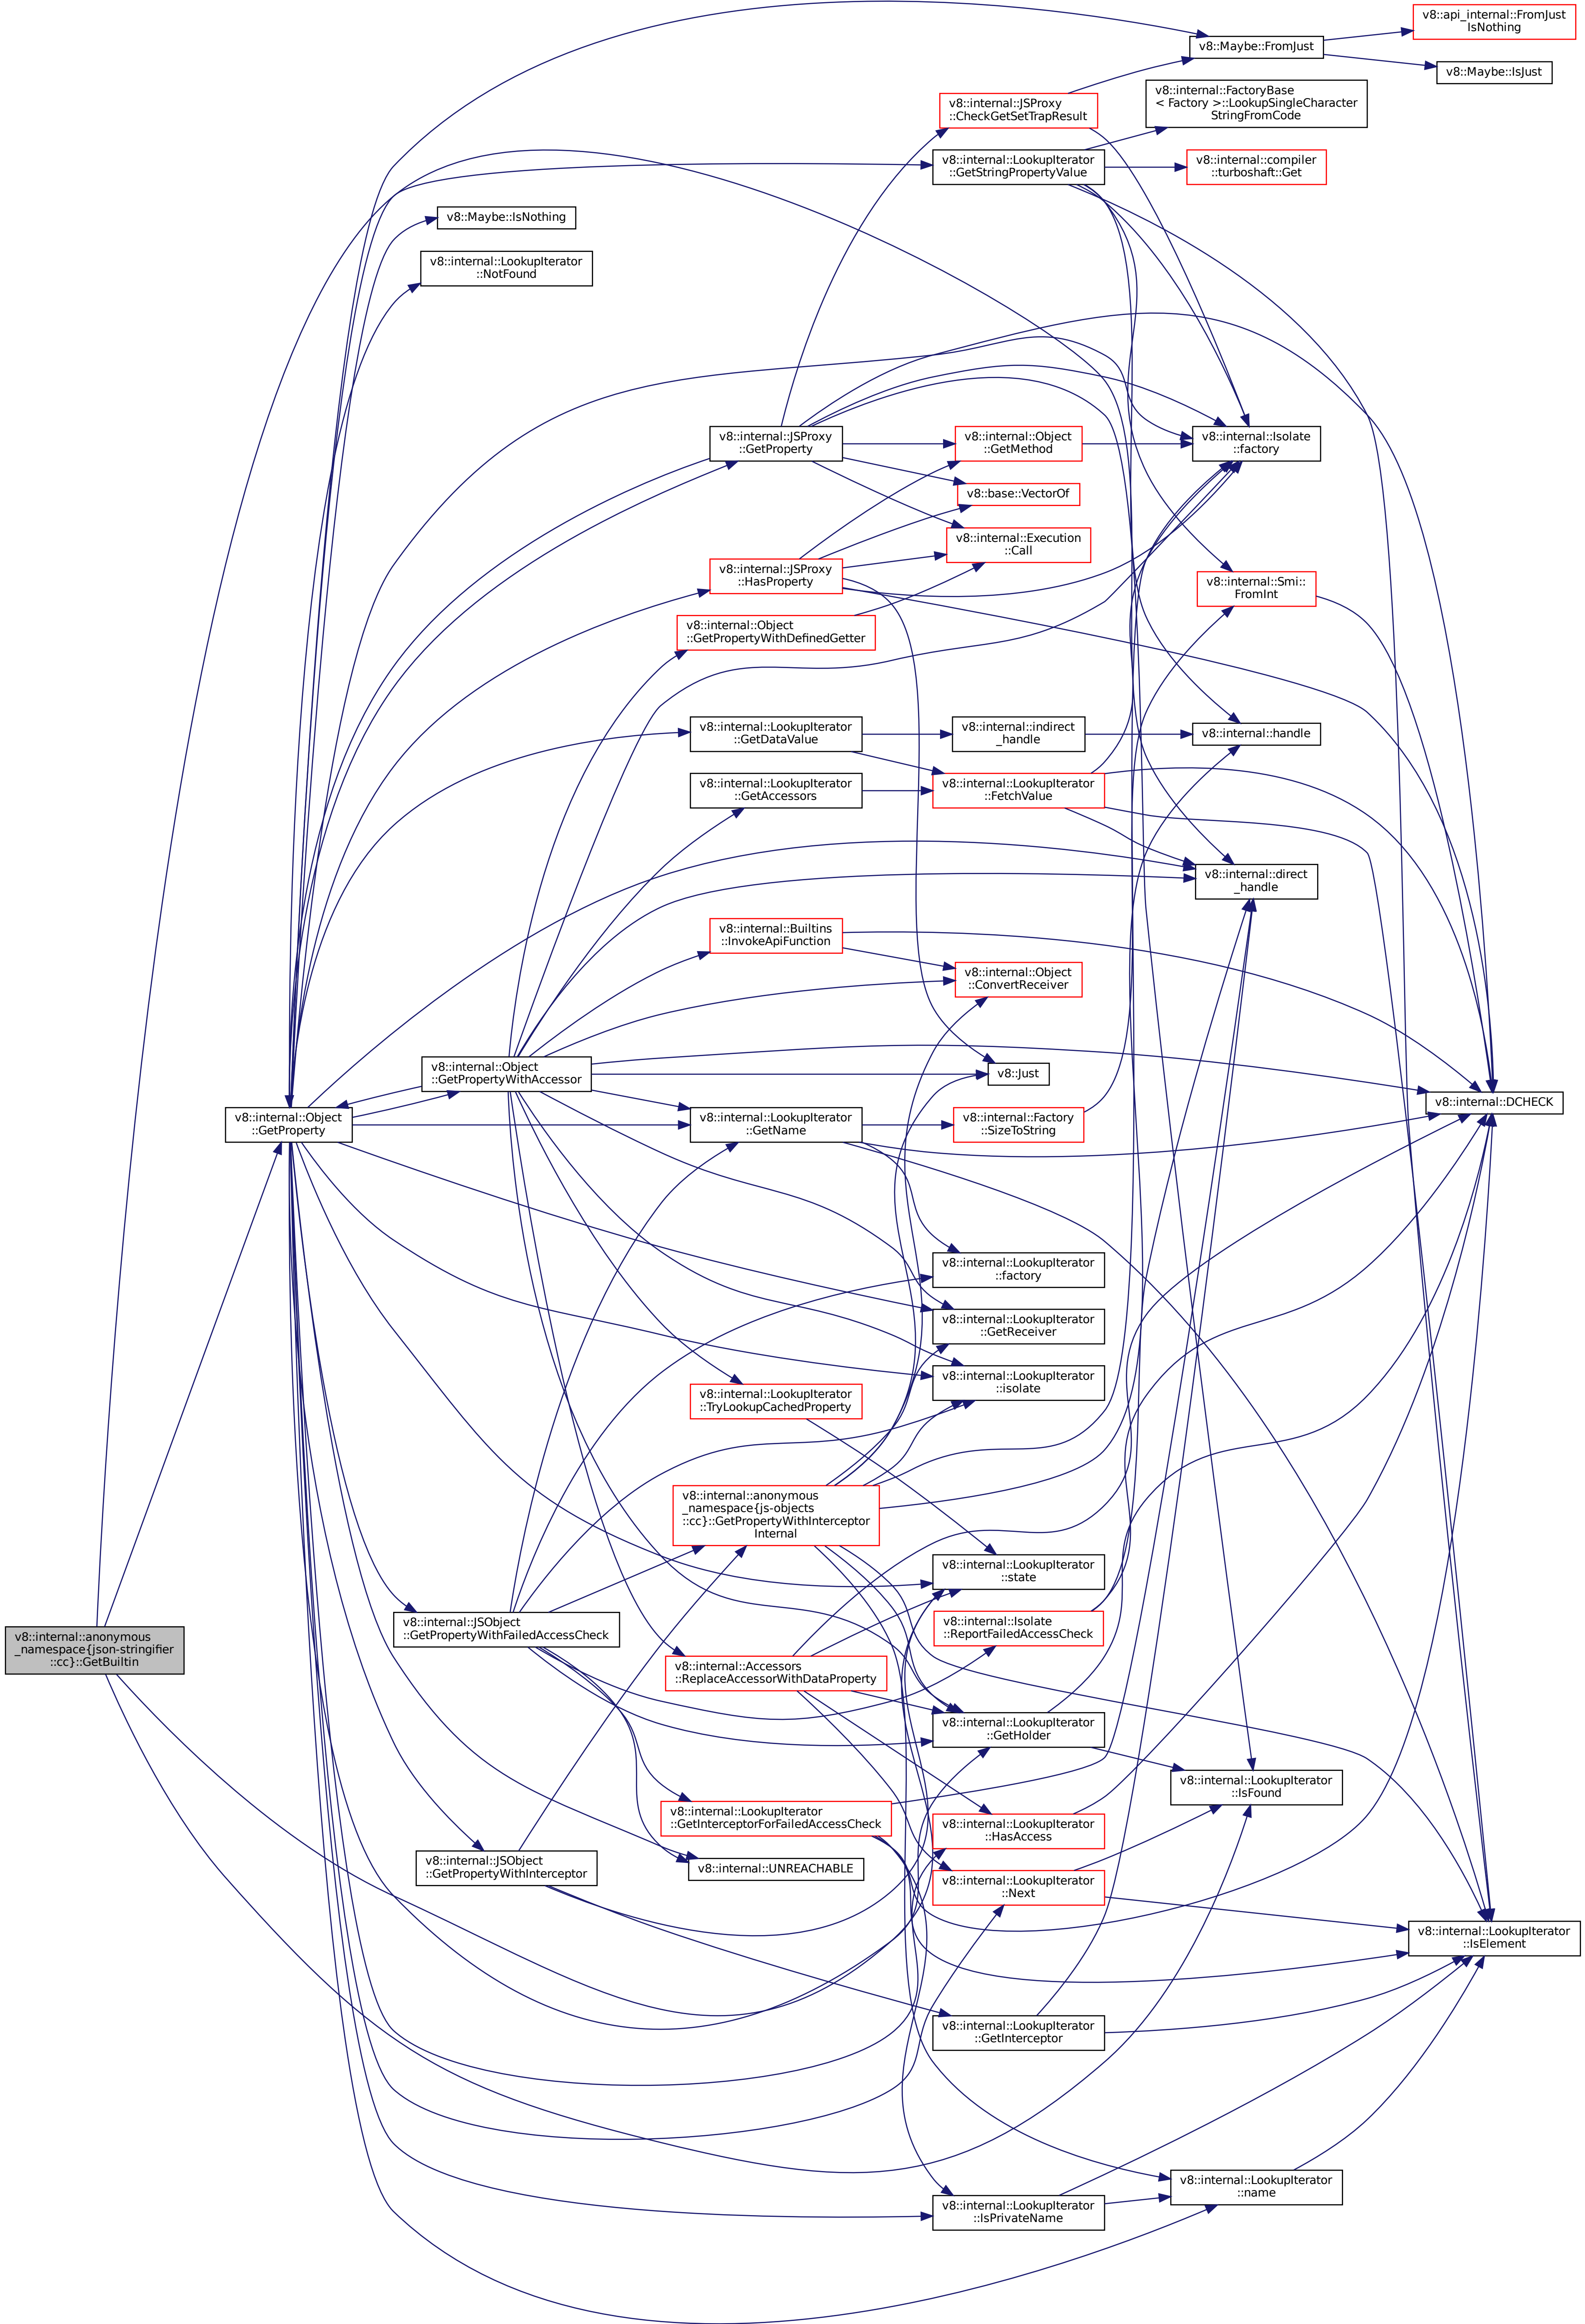 v8::api_internal::FromJust
IsNothing
v8::Maybe::FromJust
v8::Maybe::IsJust
v8::internal::FactoryBase
< Factory >::LookupSingleCharacter
StringFromCode
v8::internal::JSProxy
::CheckGetSetTrapResult
v8::internal::LookupIterator
::GetStringPropertyValue
v8::internal::compiler
::turboshaft::Get
v8::Maybe::IsNothing
v8::internal::LookupIterator
::NotFound
v8::internal::JSProxy
::GetProperty
v8::internal::Object
::GetMethod
v8::internal::Isolate
::factory
v8::base::VectorOf
v8::internal::Execution
::Call
v8::internal::JSProxy
::HasProperty
v8::internal::Smi::
FromInt
v8::internal::Object
::GetPropertyWithDefinedGetter
v8::internal::LookupIterator
::GetDataValue
v8::internal::indirect
_handle
v8::internal::handle
v8::internal::LookupIterator
::GetAccessors
v8::internal::LookupIterator
::FetchValue
v8::internal::direct
_handle
v8::internal::Builtins
::InvokeApiFunction
v8::internal::Object
::ConvertReceiver
v8::internal::Object
::GetPropertyWithAccessor
v8::Just
v8::internal::DCHECK
v8::internal::Object
::GetProperty
v8::internal::LookupIterator
::GetName
v8::internal::Factory
::SizeToString
v8::internal::LookupIterator
::factory
v8::internal::LookupIterator
::GetReceiver
v8::internal::LookupIterator
::isolate
v8::internal::LookupIterator
::TryLookupCachedProperty
v8::internal::anonymous
_namespace{js-objects
::cc}::GetPropertyWithInterceptor
Internal
v8::internal::LookupIterator
::state
v8::internal::JSObject
::GetPropertyWithFailedAccessCheck
v8::internal::Isolate
::ReportFailedAccessCheck
v8::internal::anonymous
_namespace{json-stringifier
::cc}::GetBuiltin
v8::internal::Accessors
::ReplaceAccessorWithDataProperty
v8::internal::LookupIterator
::GetHolder
v8::internal::LookupIterator
::IsFound
v8::internal::LookupIterator
::GetInterceptorForFailedAccessCheck
v8::internal::LookupIterator
::HasAccess
v8::internal::JSObject
::GetPropertyWithInterceptor
v8::internal::UNREACHABLE
v8::internal::LookupIterator
::Next
v8::internal::LookupIterator
::IsElement
v8::internal::LookupIterator
::GetInterceptor
v8::internal::LookupIterator
::name
v8::internal::LookupIterator
::IsPrivateName